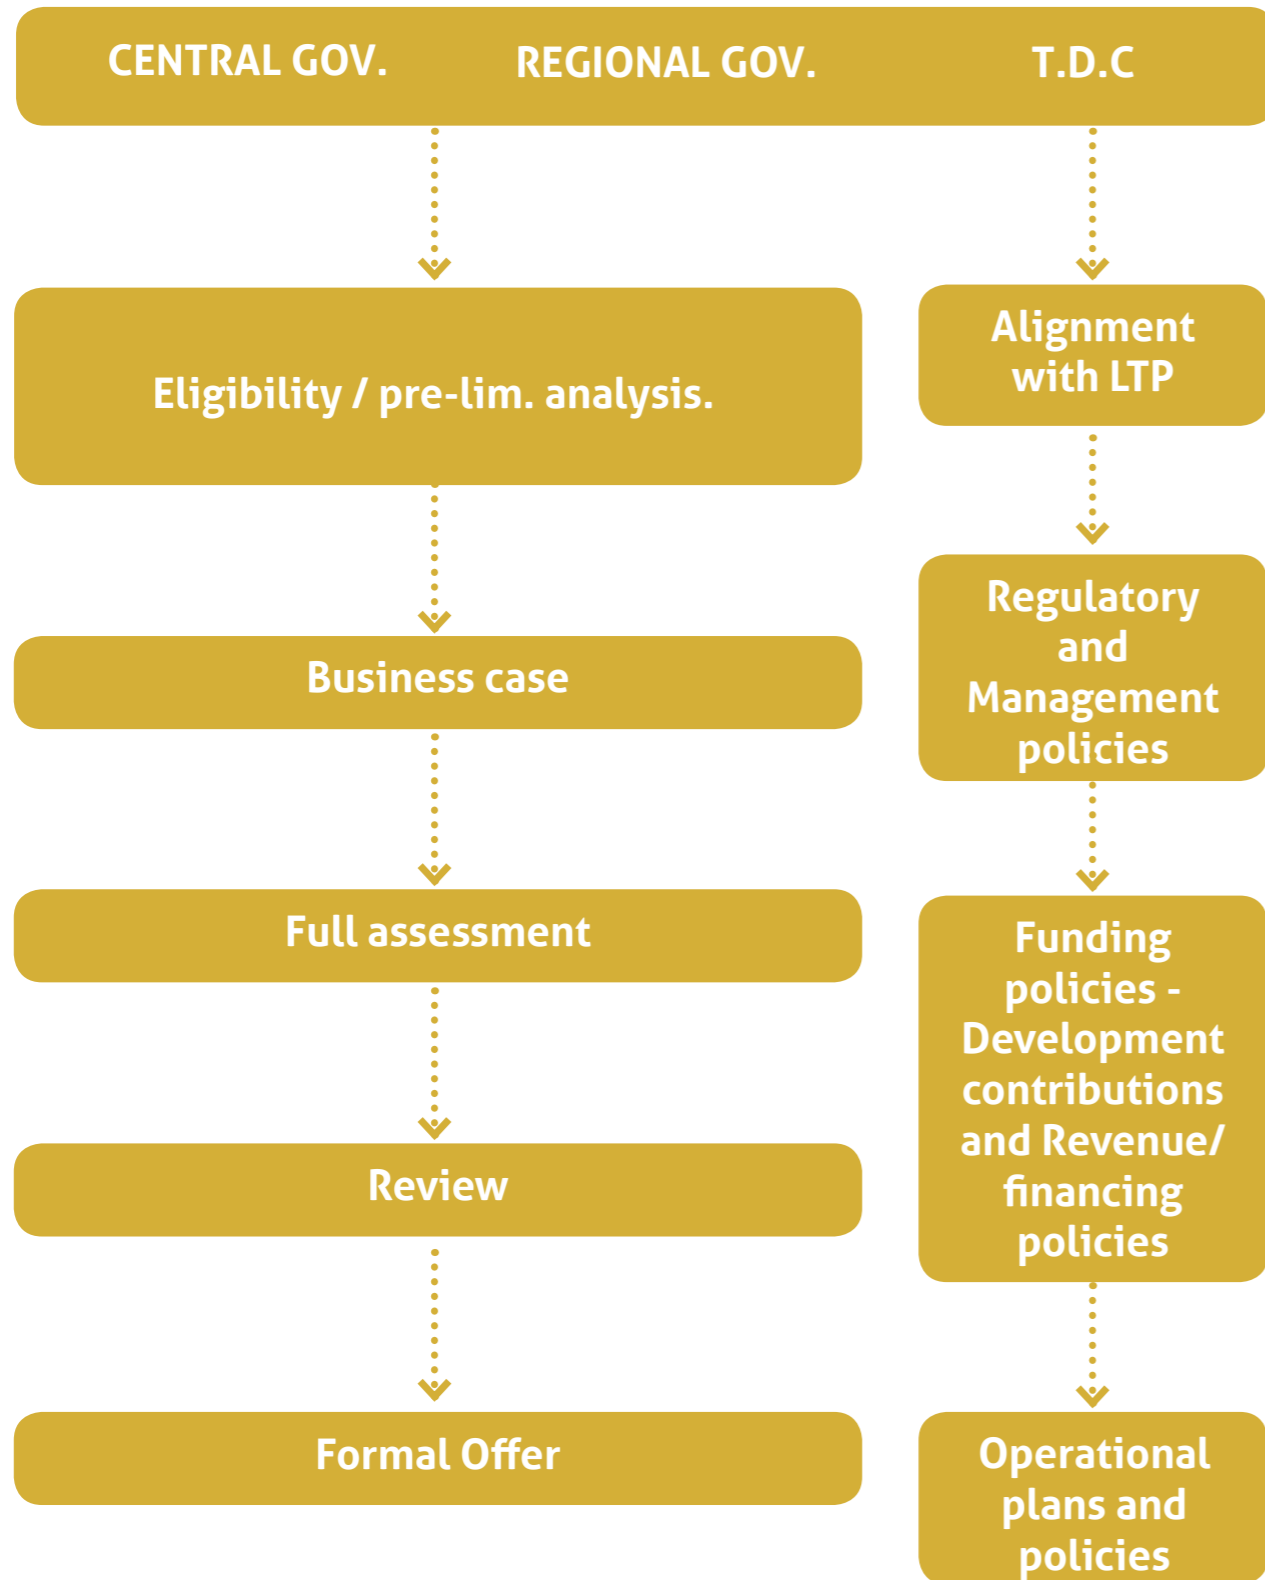 CENTRAL GOV.
REGIONAL GOV.
T.D.C
Eligibility / pre-lim. analysis.
Business case
Full assessment
Review
Formal Offer
Alignment
with LTP
Regulatory
and
Management
policies
Funding
policies -
Development
contributions
and Revenue/
financing
policies
Operational
plans and
policies